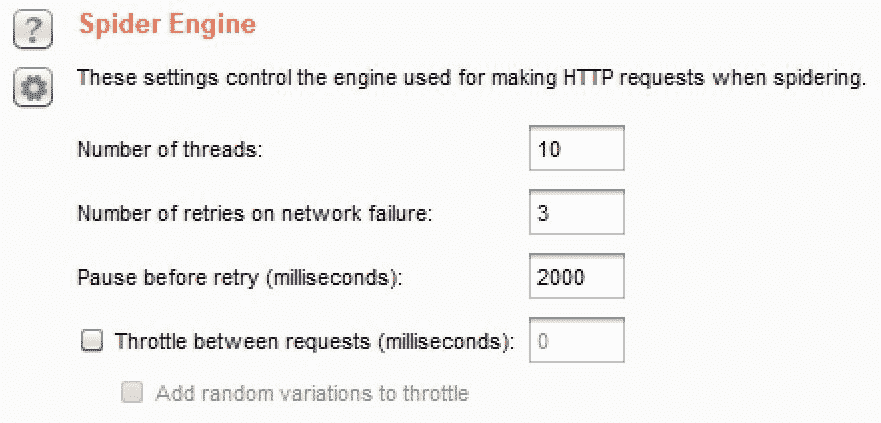 ? Spider Engine
These settings control the engine used for making HTTP requests when spidering.
Number of threads: 10
Number of retries on network failure: 3
Pause before retry (milliseconds): 2000
Throttle between requests (milliseconds): 0
Add random variations to throttle